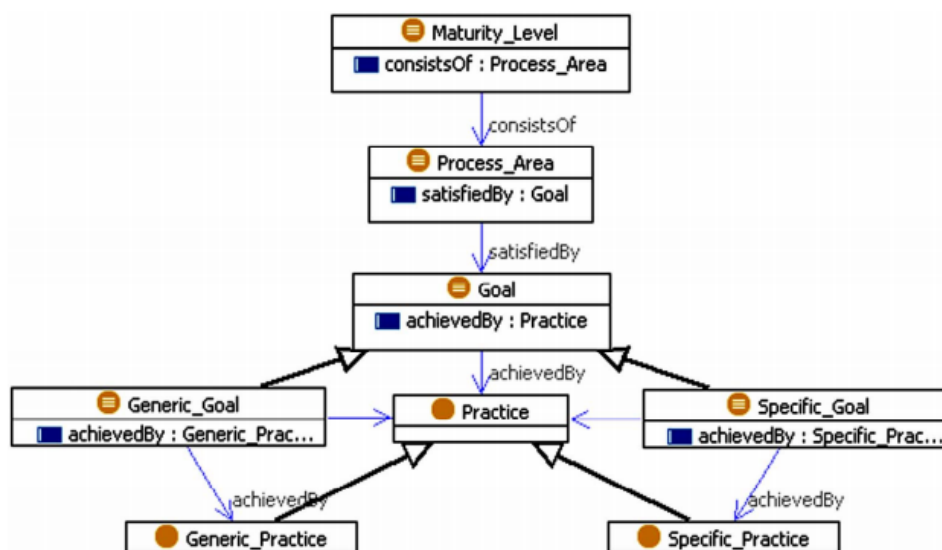 Maturity_Level
consistsOf : Process_Area
consistsOf
Process_Area
satisfiedBy : Goal
satisfiedBy
Goal
achievedBy : Practice
achievedBy
Generic_Goal
achievedBy : Generic_Prac...
Practice
Specific_Goal
achievedBy : Specific_Prac...
achievedBy
achievedBy
Generic_Practice
Specific_Practice